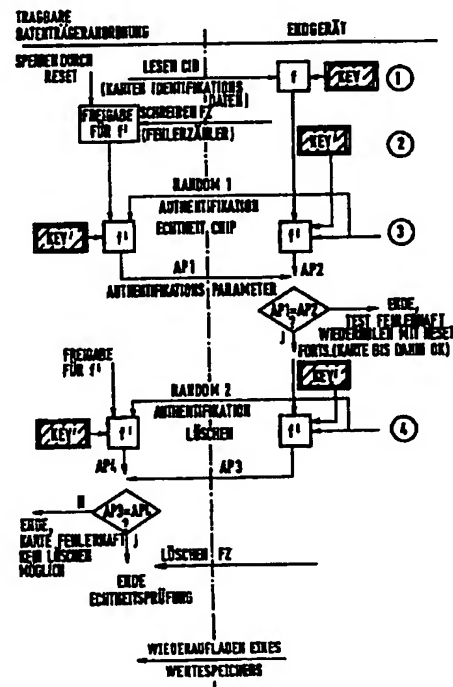 TRAGBARE
DATENTRÄGERANORDNUNG
ENDGERÄT
SPERREN DURCH
RESET
LESEN CID
(KARTEN IDENTIFIKATIONS
DATEN)
f
KEY
1
FREIGABE
FÜR f'
SCHREIBEN FZ
(FEHLERZÄHLER)
KEY'
2
RANDOM 1
AUTHENTIFIKATION
ECHTHEIT CHIP
KEY'
f'
f'
3
AP1
AP2
AUTHENTIFIKATIONS PARAMETER
AP1=AP2
?
J
ENDE,
TEST FEHLERHAFT
WIEDERHOLEN MIT RESET
FORTS.(KARTE BIS DAHIN OK)
FREIGABE
FÜR f'
KEY'
RANDOM 2
AUTHENTIFIKATION
LÖSCHEN
KEY'
f'
f'
4
AP4
AP3
N
AP3=AP4
?
J
ENDE,
KARTE FEHLERHAFT
KEIN LÖSCHEN
MÖGLICH
LÖSCHEN FZ
ENDE
ECHTHEITSPRÜFUNG
WIEDERAUFLADEN EINES
WERTESPEICHERS